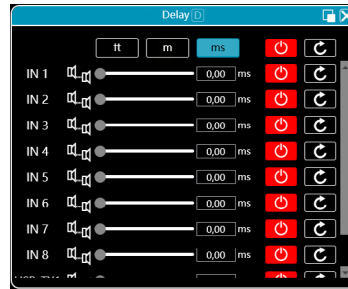 Delay D
ft m ms
IN 1 0,00 ms
IN 2 0,00 ms
IN 3 0,00 ms
IN 4 0,00 ms
IN 5 0,00 ms
IN 6 0,00 ms
IN 7 0,00 ms
IN 8 0,00 ms